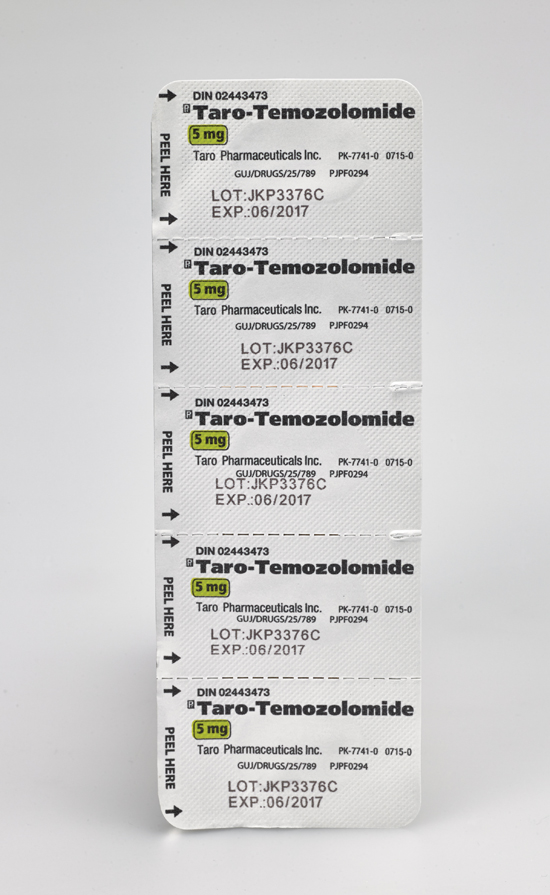 DIN 02443473
Pr Taro-Temozolomide
5 mg
Taro Pharmaceuticals Inc. PK-7741-0 0715-0
GUJ/DRUGS/25/789 PJPF0294
LOT:JKP3376C
EXP.:06/2017
PEEL HERE
DIN 02443473
Pr Taro-Temozolomide
5 mg
Taro Pharmaceuticals Inc. PK-7741-0 0715-0
GUJ/DRUGS/25/789 PJPF0294
LOT:JKP3376C
EXP.:06/2017
PEEL HERE
DIN 02443473
Pr Taro-Temozolomide
5 mg
Taro Pharmaceuticals Inc. PK-7741-0 0715-0
GUJ/DRUGS/25/789 PJPF0294
LOT:JKP3376C
EXP.:06/2017
PEEL HERE
DIN 02443473
Pr Taro-Temozolomide
5 mg
Taro Pharmaceuticals Inc. PK-7741-0 0715-0
GUJ/DRUGS/25/789 PJPF0294
LOT:JKP3376C
EXP.:06/2017
PEEL HERE
DIN 02443473
Pr Taro-Temozolomide
5 mg
Taro Pharmaceuticals Inc. PK-7741-0 0715-0
GUJ/DRUGS/25/789 PJPF0294
LOT:JKP3376C
EXP.:06/2017
PEEL HERE